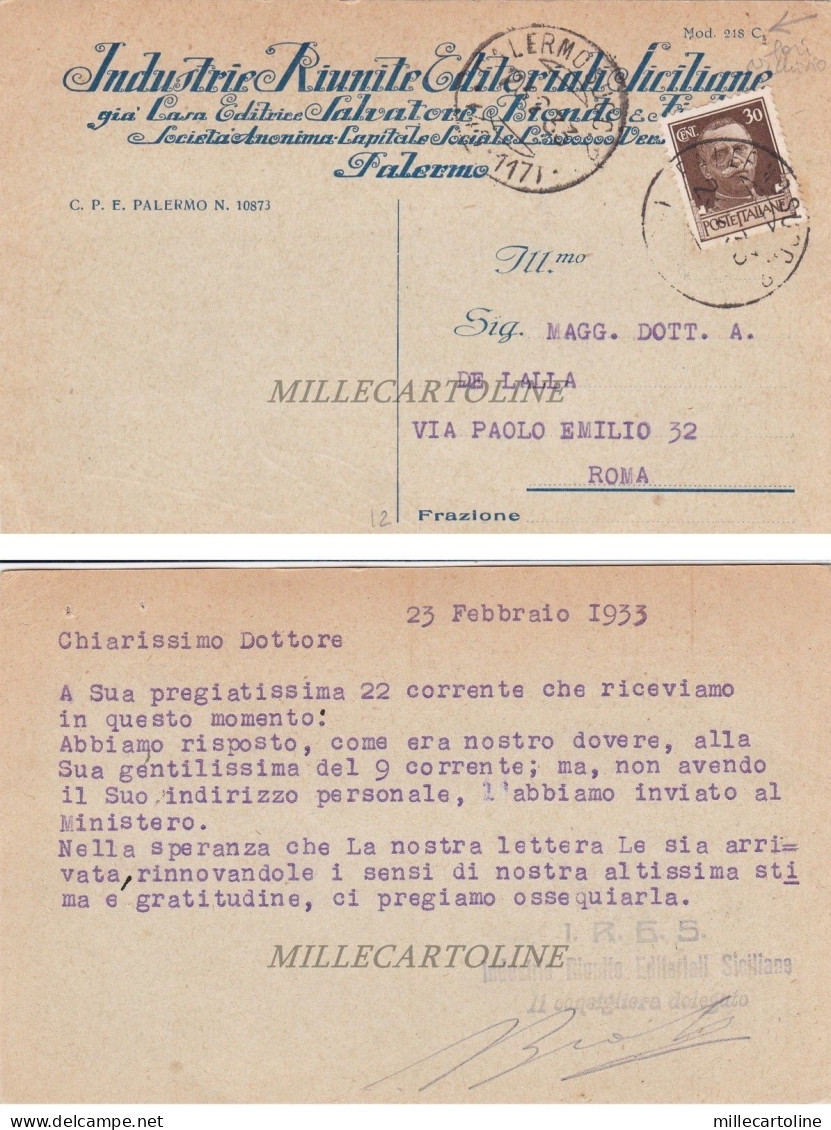 Mod. 218 C.
Industrie Riunite Editoriali Siciliane
già Casa Editrice Salvatore Biondo & F
Società Anonima-Capitale Sociale L. 300000 Ver
Palermo
PALERMO
C. P. E. PALERMO N. 10873
CENT. 30
POSTE ITALIANE
Ill.mo
Sig. MAGG. DOTT. A.
DE LALLA
MILLECARTOLINE
VIA PAOLO EMILIO 32
ROMA
12
Frazione
23 Febbraio I933
Chiarissimo Dottore
A Sua pregiatissima 22 corrente che riceviamo
in questo momento:
Abbiamo risposto, come era nostro dovere, alla
Sua gentilissima del 9 corrente; ma, non avendo
il Suo indirizzo personale, l'abbiamo inviato al
Ministero.
Nella speranza che La nostra lettera Le sia arri=
vata, rinnovandole i sensi di nostra altissima sti
ma e gratitudine, ci pregiamo ossequiarla.
I. R. E. S.
MILLECARTOLINE
Industrie Riunite Editoriali Siciliane
Il consigliere delegato
delcampe.net
millecartoline